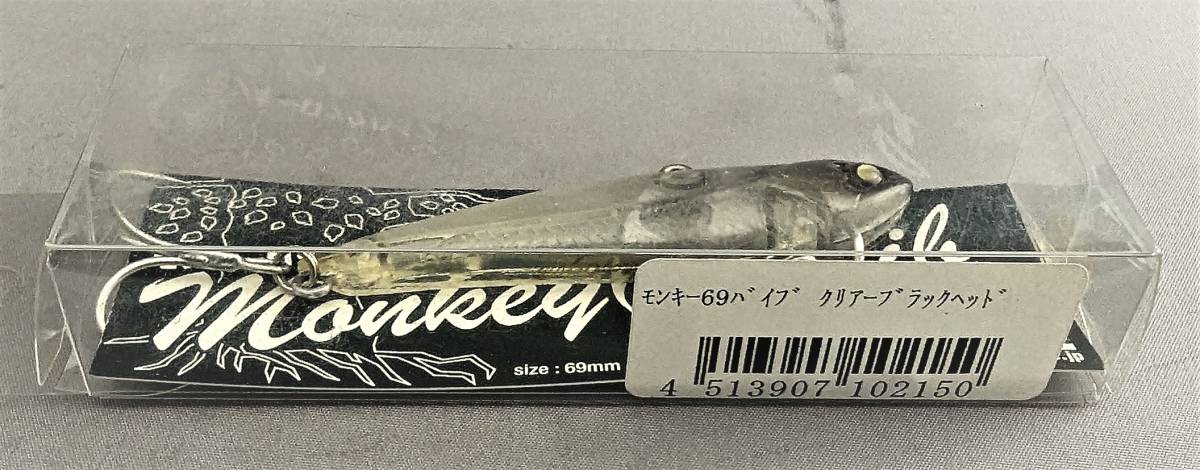 Monkey
size : 69mm
モンキー69バイブ クリアーブラックヘッド
4 513907 102150
.jp